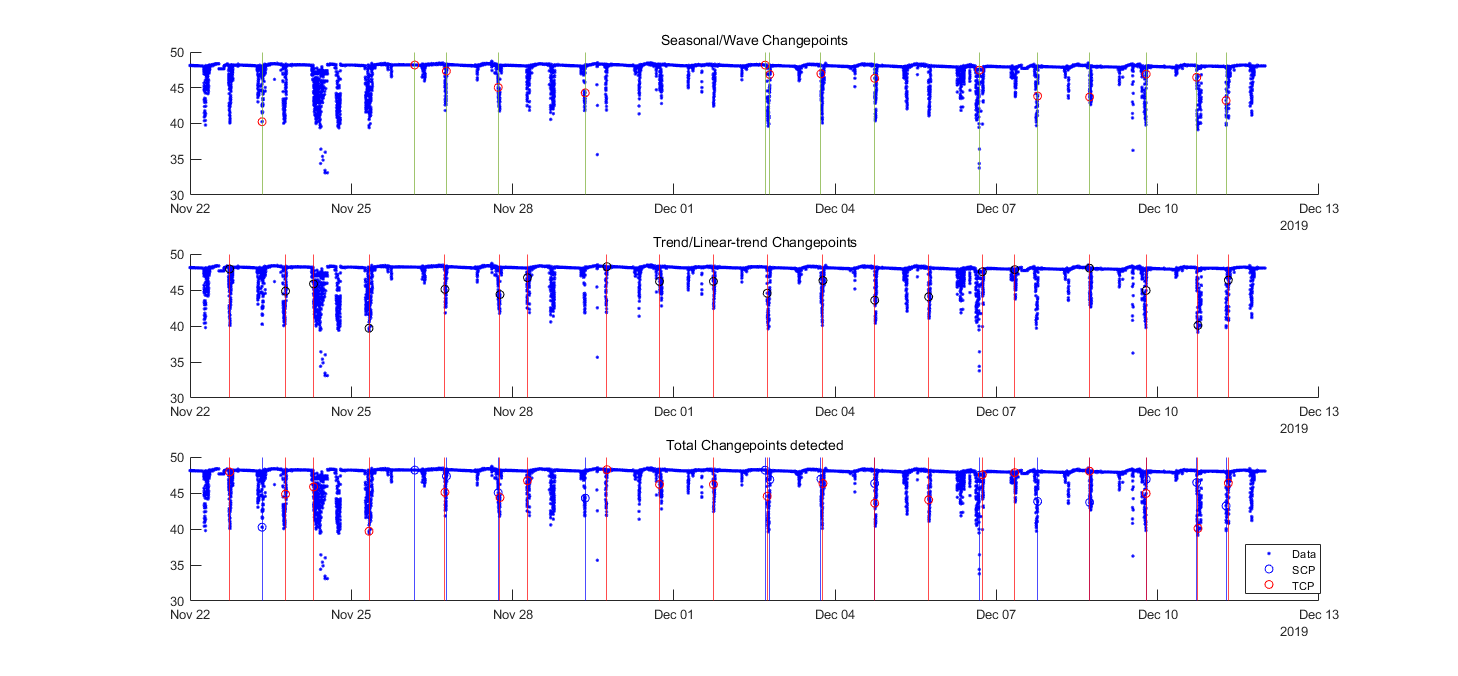 Seasonal/Wave Changepoints
50
45
40
35
30
Nov 22 Nov 25 Nov 28 Dec 01 Dec 04 Dec 07 Dec 10 Dec 13
2019
Trend/Linear-trend Changepoints
50
45
40
35
30
Nov 22 Nov 25 Nov 28 Dec 01 Dec 04 Dec 07 Dec 10 Dec 13
2019
Total Changepoints detected
50
45
40
35
30
Data
SCP
TCP
Nov 22 Nov 25 Nov 28 Dec 01 Dec 04 Dec 07 Dec 10 Dec 13
2019